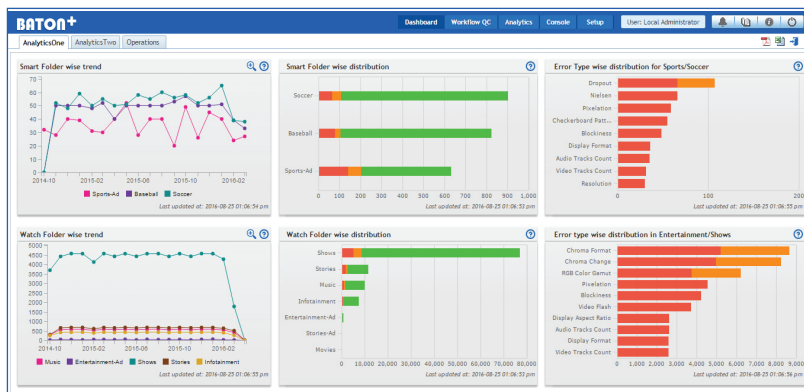 BATON+
Dashboard Workflow QC Analytics Console Setup User: Local Administrator
AnalyticsOne AnalyticsTwo Operations
Smart Folder wise trend
70
60
50
40
30
20
10
0
2014-10 2015-02 2015-06 2015-10 2016-02
Sports-Ad Baseball Soccer
Last updated at: 2016-08-25 01:06:54 pm
Smart Folder wise distribution
Soccer
Baseball
Sports-Ad
0 100 200 300 400 500 600 700 800 900 1,000
Last updated at: 2016-08-25 01:06:53 pm
Error Type wise distribution for Sports/Soccer
Dropout
Nielsen
Pixelation
Checkerboard Patt...
Blockiness
Display Format
Audio Tracks Count
Video Tracks Count
Resolution
0 100 200
Last updated at: 2016-08-25 01:06:55 pm
Watch Folder wise trend
5000
4500
4000
3500
3000
2500
2000
1500
1000
500
0
2014-10 2015-02 2015-06 2015-10 2016-02
Music Entertainment-Ad Shows Stories Infotainment
Last updated at: 2016-08-25 01:06:55 pm
Watch Folder wise distribution
Shows
Stories
Music
Infotainment
Entertainment-Ad
Stories-Ad
Movies
0 10,000 20,000 30,000 40,000 50,000 60,000 70,000 80,000
Last updated at: 2016-08-25 01:06:53 pm
Error type wise distribution in Entertainment/Shows
Chroma Format
Chroma Change
RGB Color Gamut
Pixelation
Blockiness
Video Flash
Display Aspect Ratio
Audio Tracks Count
Display Format
Video Tracks Count
0 1,000 2,000 3,000 4,000 5,000 6,000 7,000 8,000 9,000
Last updated at: 2016-08-25 01:06:56 pm